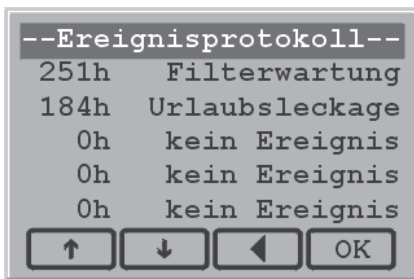 --Ereignisprotokoll--
251h Filterwartung
184h Urlaubsleckage
0h kein Ereignis
0h kein Ereignis
0h kein Ereignis
↑ ↓ ◀ OK